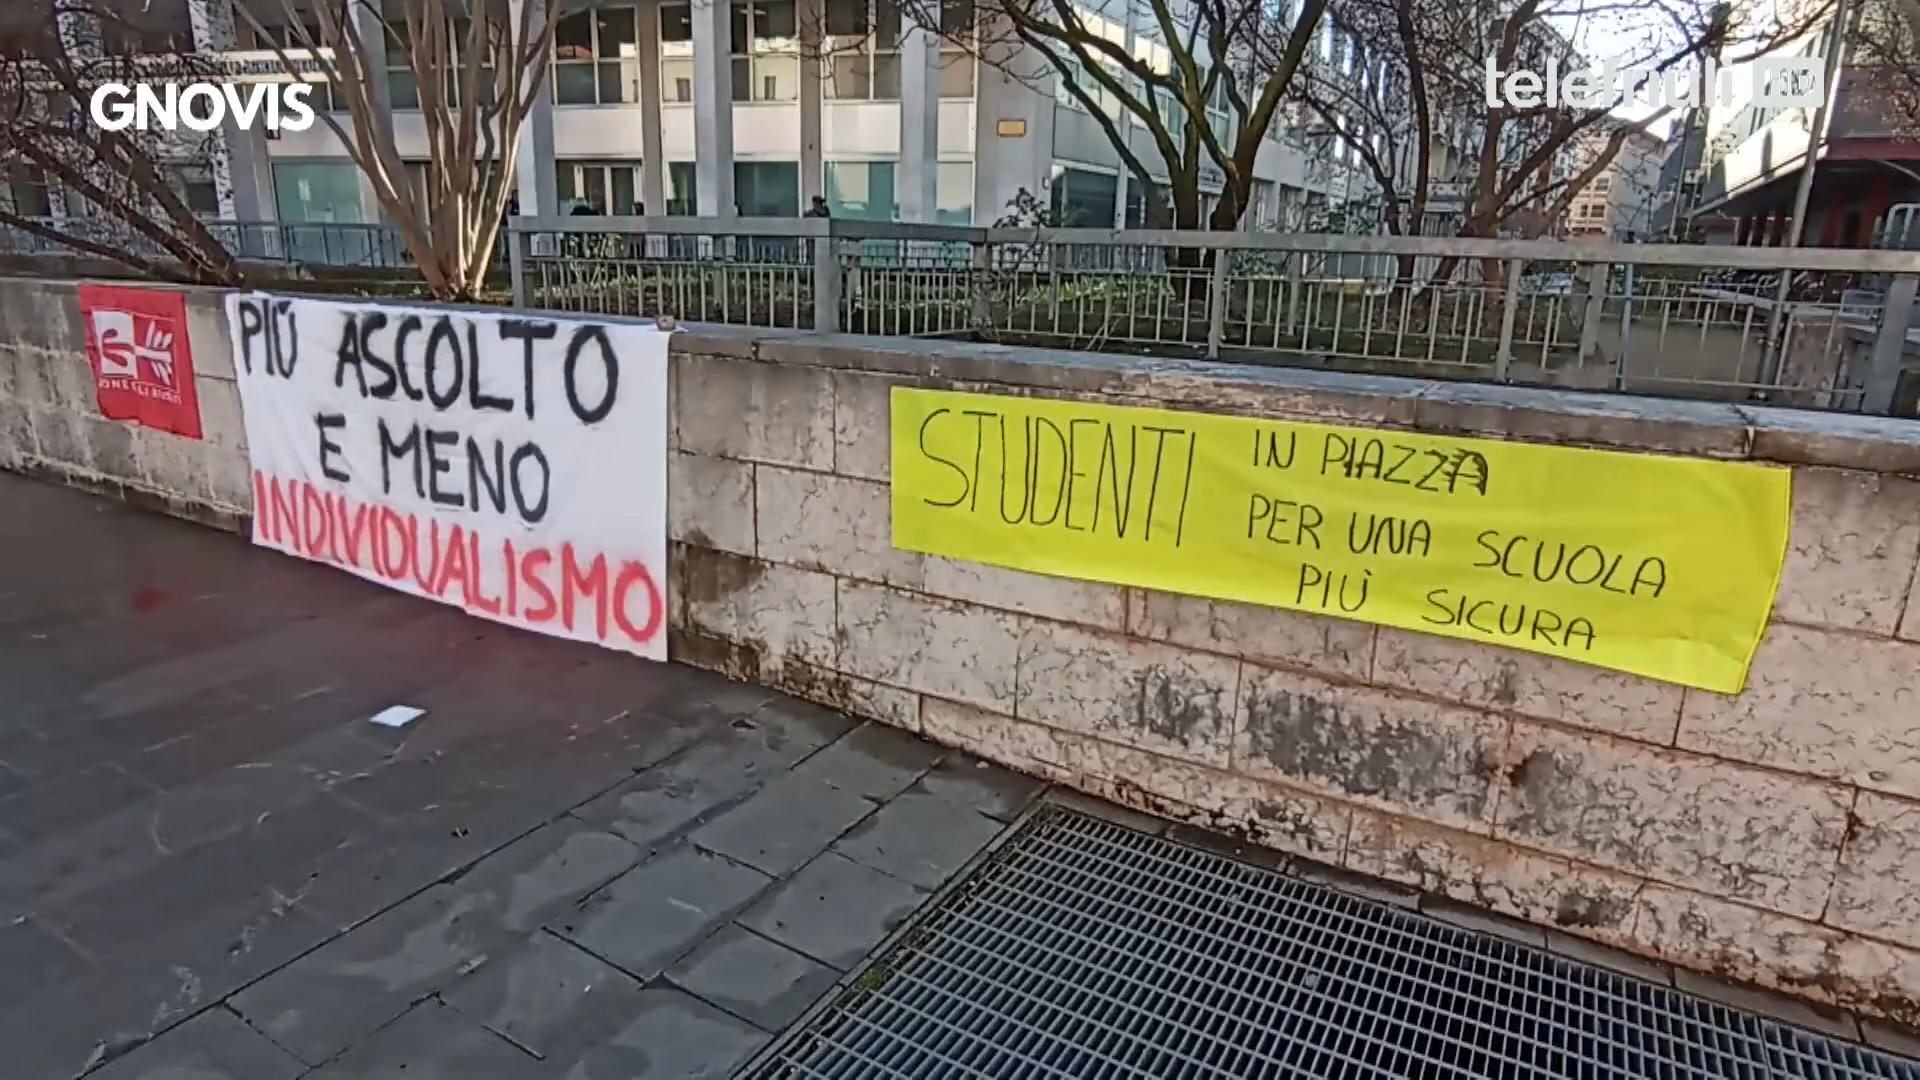 GNOVIS
telefriuli
PIÙ ASCOLTO
E MENO
INDIVIDUALISMO
STUDENTI IN PIAZZA
PER UNA SCUOLA
PIÙ SICURA